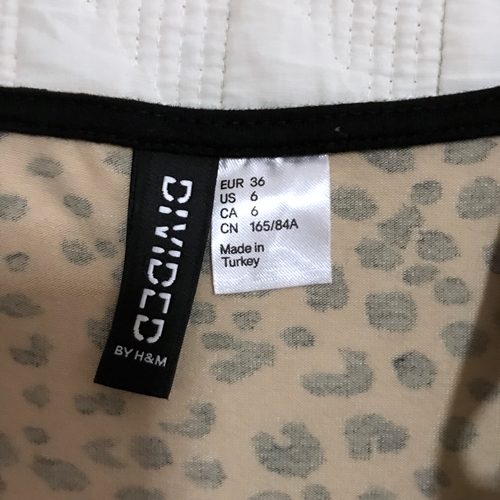 DIVIDED
BY H&M
EUR 36
US 6
CA 6
CN 165/84A
Made in
Turkey